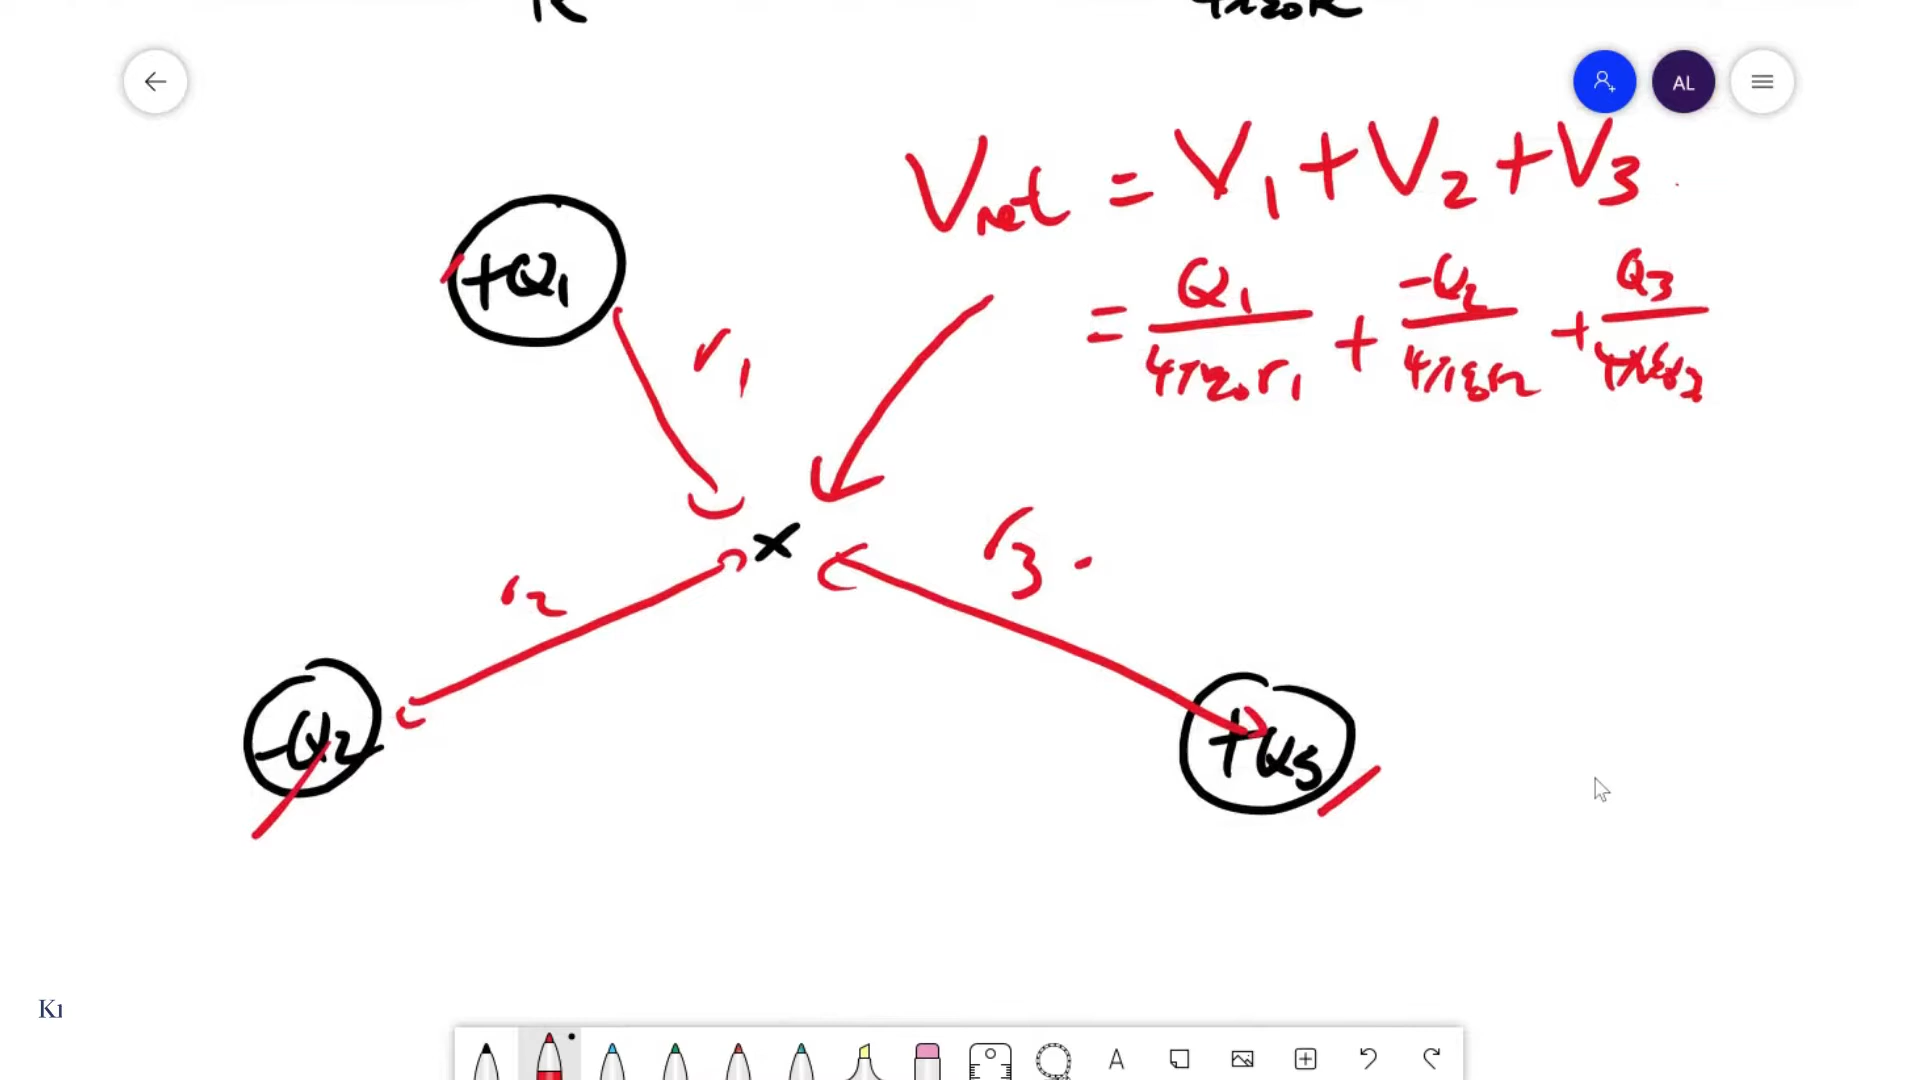 AL
Vnet = V1 + V2 + V3
= Q1/4πε0r1 + -Q2/4πε0r2 + Q3/4πε0r3
+Q1
r1
r3
r2
-Q2
+Q3
K1
A